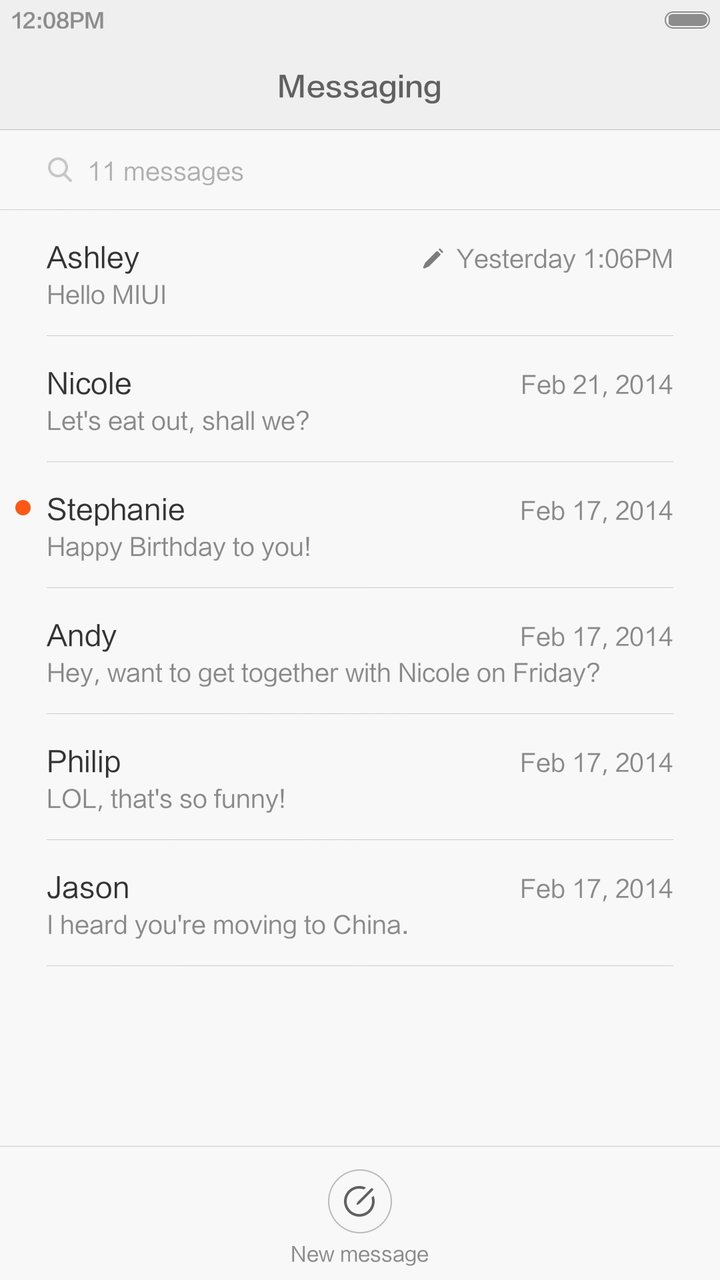 12:08PM
Messaging
11 messages
Ashley
Yesterday 1:06PM
Hello MIUI
Nicole
Feb 21, 2014
Let's eat out, shall we?
Stephanie
Feb 17, 2014
Happy Birthday to you!
Andy
Feb 17, 2014
Hey, want to get together with Nicole on Friday?
Philip
Feb 17, 2014
LOL, that's so funny!
Jason
Feb 17, 2014
I heard you're moving to China.
New message